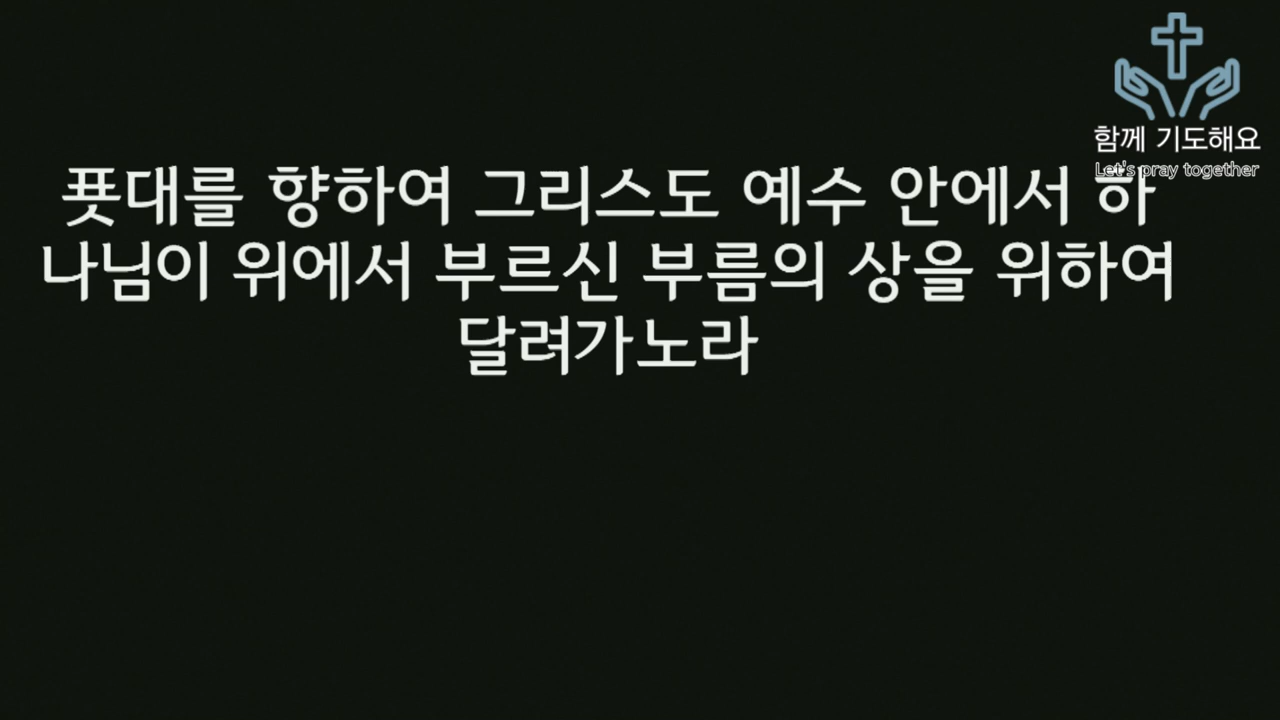 함께 기도해요
Let's pray together
푯대를 향하여 그리스도 예수 안에서 하
나님이 위에서 부르신 부름의 상을 위하여
달려가노라